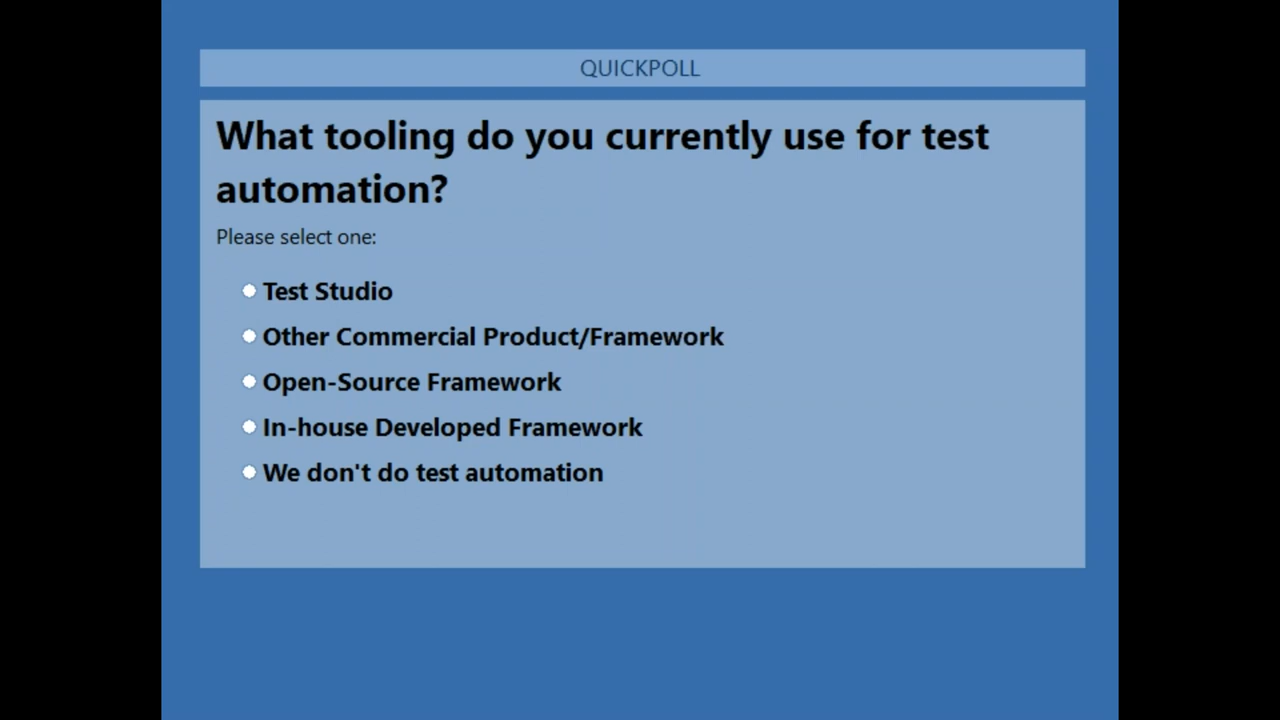 QUICKPOLL
What tooling do you currently use for test
automation?
Please select one:
Test Studio
Other Commercial Product/Framework
Open-Source Framework
In-house Developed Framework
We don't do test automation